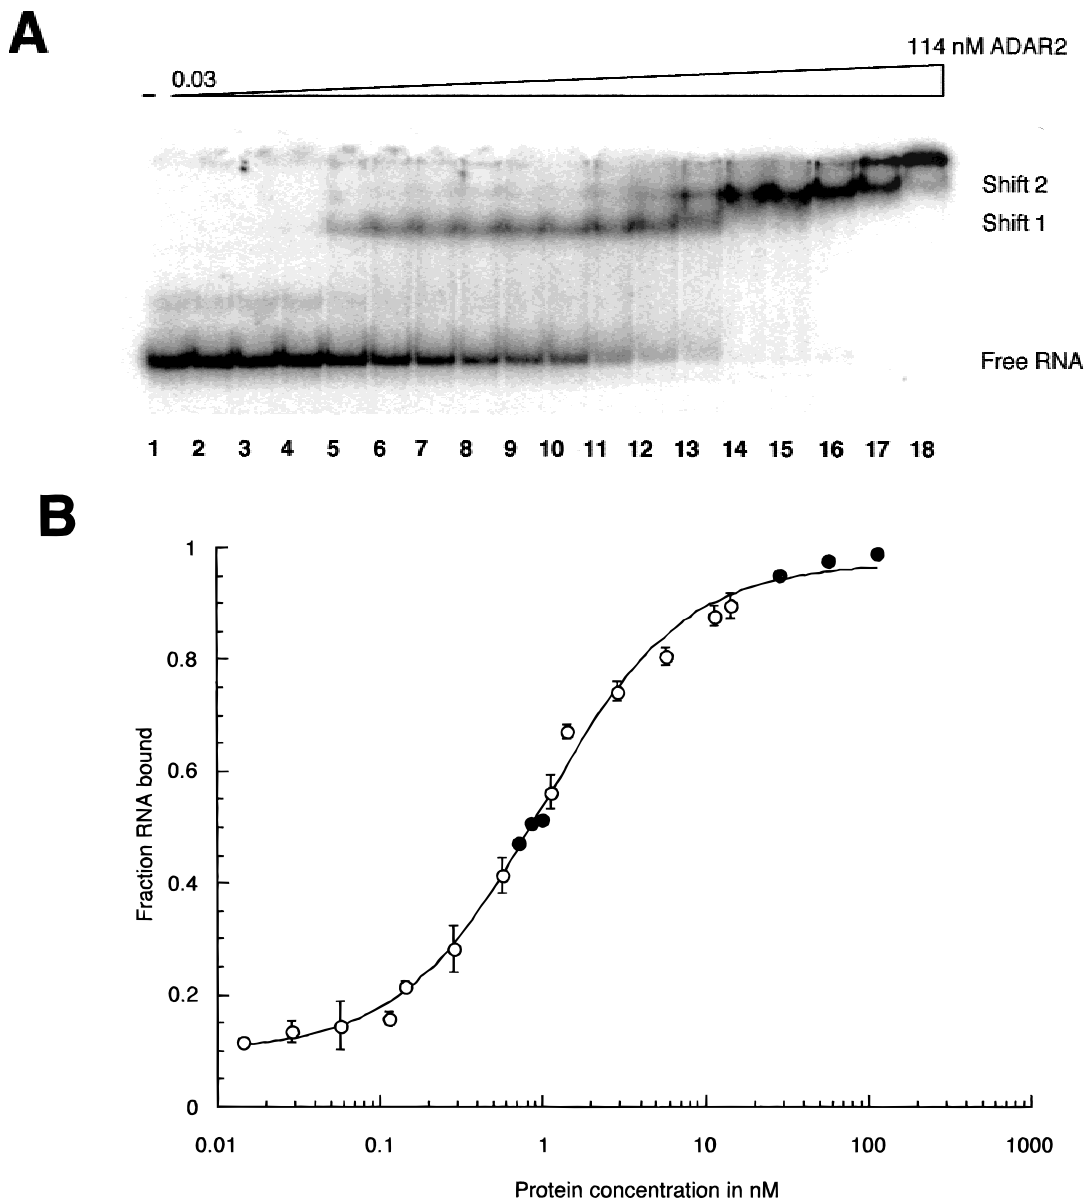 A
114 nM ADAR2
– 0.03
Shift 2
Shift 1
Free RNA
1 2 3 4 5 6 7 8 9 10 11 12 13 14 15 16 17 18
B
1
0.8
0.6
0.4
0.2
0
Fraction RNA bound
0.01 0.1 1 10 100 1000
Protein concentration in nM